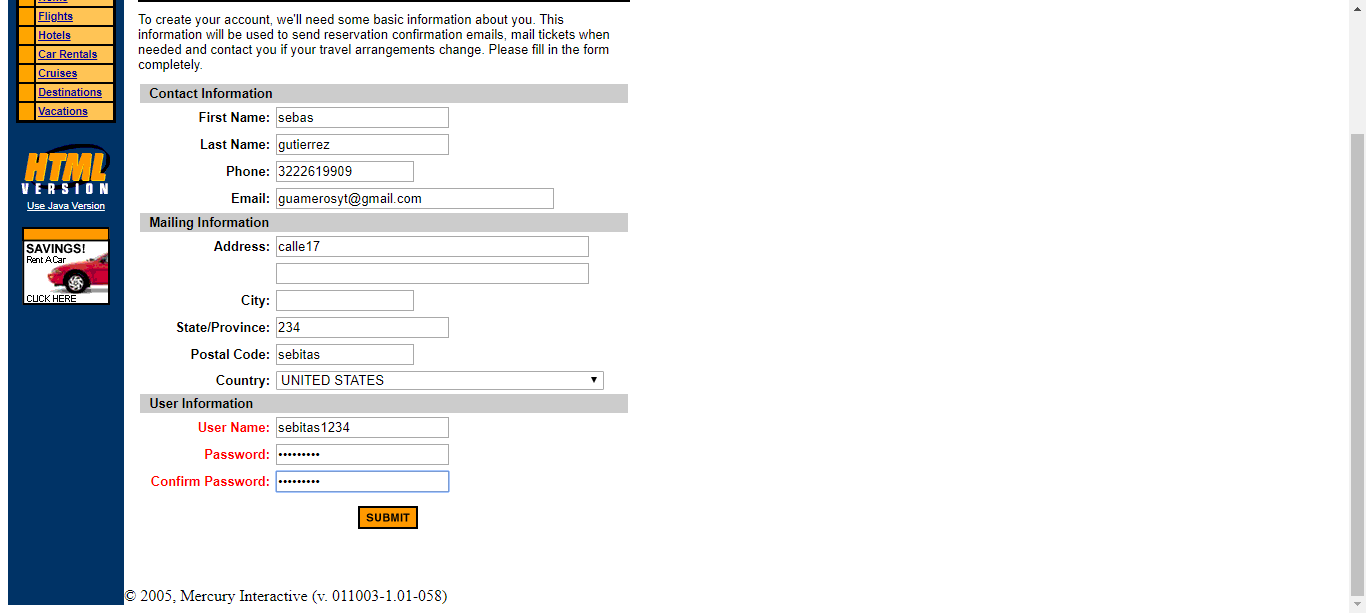 Flights
Hotels
Car Rentals
Cruises
Destinations
Vacations
HTML
VERSION
Use Java Version
SAVINGS!
Rent A Car
CLICK HERE
To create your account, we'll need some basic information about you. This
information will be used to send reservation confirmation emails, mail tickets when
needed and contact you if your travel arrangements change. Please fill in the form
completely.
Contact Information
First Name: sebas
Last Name: gutierrez
Phone: 3222619909
Email: guamerosyt@gmail.com
Mailing Information
Address: calle17
City:
State/Province: 234
Postal Code: sebitas
Country: UNITED STATES
User Information
User Name: sebitas1234
Password: •••••••••
Confirm Password: •••••••••
SUBMIT
© 2005, Mercury Interactive (v. 011003-1.01-058)